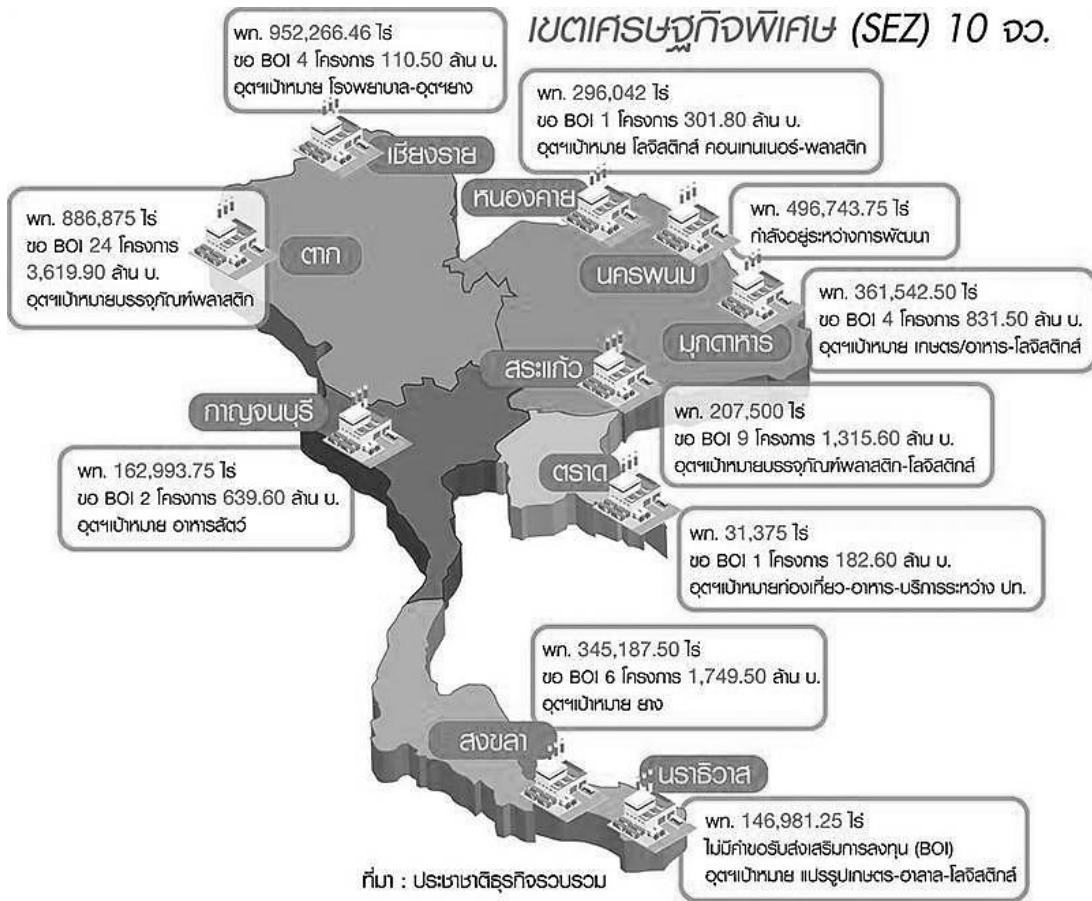 เขตเศรษฐกิจพิเศษ (SEZ) 10 จว.
พท. 952,266.46 ไร่
ขอ BOI 4 โครงการ 110.50 ล้าน บ.
อุตฯเป้าหมาย โรงพยาบาล-อุตฯยาง
เชียงราย
พท. 296,042 ไร่
ขอ BOI 1 โครงการ 301.80 ล้าน บ.
อุตฯเป้าหมาย โลจิสติกส์ คอนเทนเนอร์-พลาสติก
หนองคาย
พท. 886,875 ไร่
ขอ BOI 24 โครงการ
3,619.90 ล้าน บ.
อุตฯเป้าหมายบรรจุภัณฑ์พลาสติก
ตาก
พท. 496,743.75 ไร่
กำลังอยู่ระหว่างการพัฒนา
นครพนม
พท. 361,542.50 ไร่
ขอ BOI 4 โครงการ 831.50 ล้าน บ.
อุตฯเป้าหมาย เกษตร/อาหาร-โลจิสติกส์
มุกดาหาร
สระแก้ว
พท. 207,500 ไร่
ขอ BOI 9 โครงการ 1,315.60 ล้าน บ.
อุตฯเป้าหมายบรรจุภัณฑ์พลาสติก-โลจิสติกส์
กาญจนบุรี
พท. 162,993.75 ไร่
ขอ BOI 2 โครงการ 639.60 ล้าน บ.
อุตฯเป้าหมาย อาหารสัตว์
ตราด
พท. 31,375 ไร่
ขอ BOI 1 โครงการ 182.60 ล้าน บ.
อุตฯเป้าหมายท่องเที่ยว-อาหาร-บริการระหว่าง ปท.
พท. 345,187.50 ไร่
ขอ BOI 6 โครงการ 1,749.50 ล้าน บ.
อุตฯเป้าหมาย ยาง
สงขลา
นราธิวาส
พท. 146,981.25 ไร่
ไม่มีคำขอรับส่งเสริมการลงทุน (BOI)
อุตฯเป้าหมาย แปรรูปเกษตร-ฮาลาล-โลจิสติกส์
ที่มา : ประชาชาติธุรกิจรวบรวม